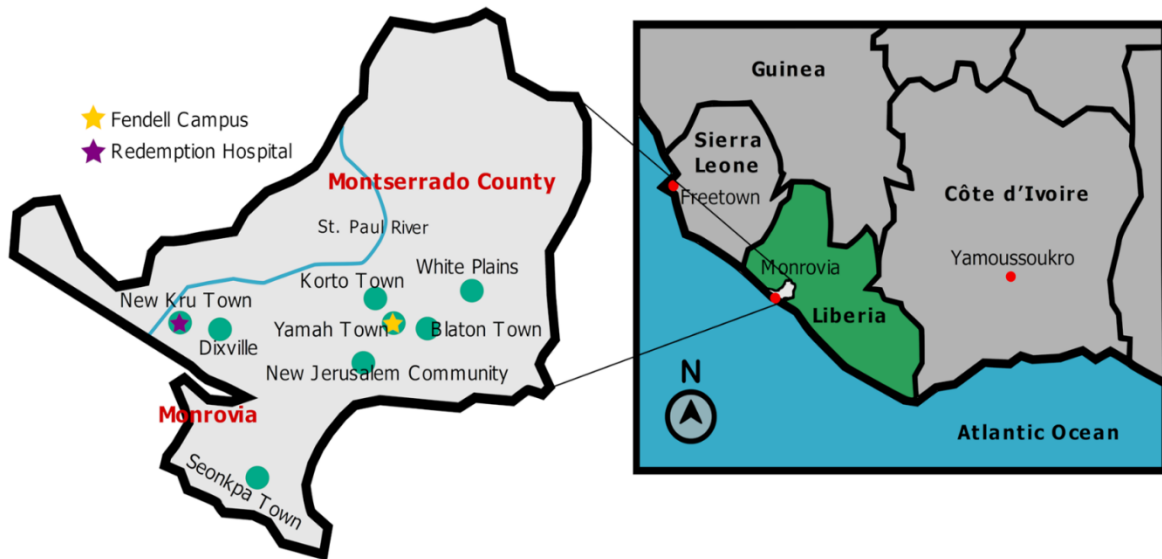 Fendell Campus
Redemption Hospital
Montserrado County
St. Paul River
White Plains
Korto Town
New Kru Town
Yamah Town
Blaton Town
Dixville
New Jerusalem Community
Monrovia
Seonkpa Town
Guinea
Sierra
Leone
Freetown
Côte d'Ivoire
Yamoussoukro
Monrovia
Liberia
N
Atlantic Ocean